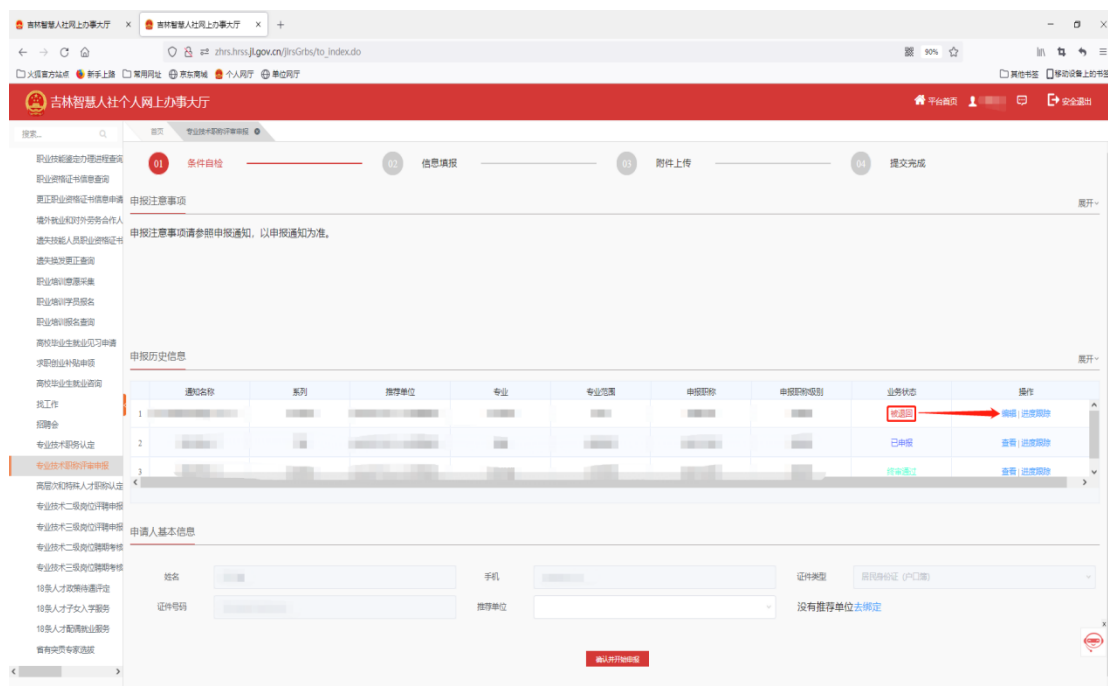 吉林智慧人社网上办事大厅 × 吉林智慧人社网上办事大厅 × +
zhrs.hrss.jl.gov.cn/jlrsGrbs/to_index.do 90%
火狐官方站点 新手上路 常用网址 京东商城 个人网厅 单位网厅 其他书签 移动设备上的书签
吉林智慧人社个人网上办事大厅 平台首页 安全退出
搜索... 首页 专业技术职称评审申报
01 条件自检 02 信息填报 03 附件上传 04 提交完成
职业技能鉴定办理进程查询
职业资格证书信息查询
更正职业资格证书信息申请
境外就业和对外劳务合作人
遗失技能人员职业资格证书
遗失换发更正查询
职业培训意愿采集
职业培训学员报名
职业培训报名查询
高校毕业生就业见习申请
求职创业补贴申领
高校毕业生就业咨询
找工作
招聘会
专业技术职务认定
专业技术职称评审申报
高层次和特殊人才职称认定
专业技术二级岗位评聘申报
专业技术三级岗位评聘申报
专业技术二级岗位聘期考核
专业技术三级岗位聘期考核
18条人才政策待遇评定
18条人才子女入学服务
18条人才配偶就业服务
省有突贡专家选拔
申报注意事项 展开
申报注意事项请参照申报通知，以申报通知为准。
申报历史信息 展开
通知名称 系列 推荐单位 专业 专业范围 申报职称 申报职称级别 业务状态 操作
1 被退回 编辑 | 进度跟踪
2 已申报 查看 | 进度跟踪
3 终审通过 查看 | 进度跟踪
申请人基本信息
姓名 手机 证件类型 居民身份证（户口簿）
证件号码 推荐单位 没有推荐单位去绑定
确认并开始申报